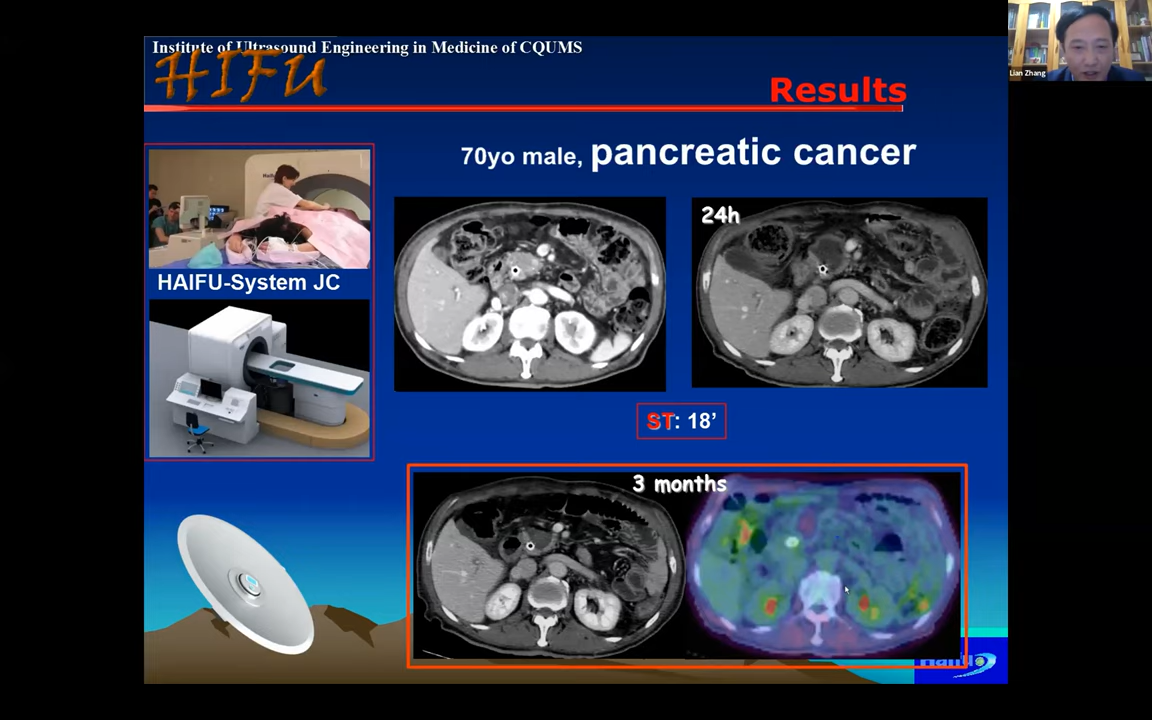 Institute of Ultrasound Engineering in Medicine of CQUMS
HIFU
Results
70yo male, pancreatic cancer
24h
HAIFU-System JC
ST: 18’
3 months
Lian Zhang